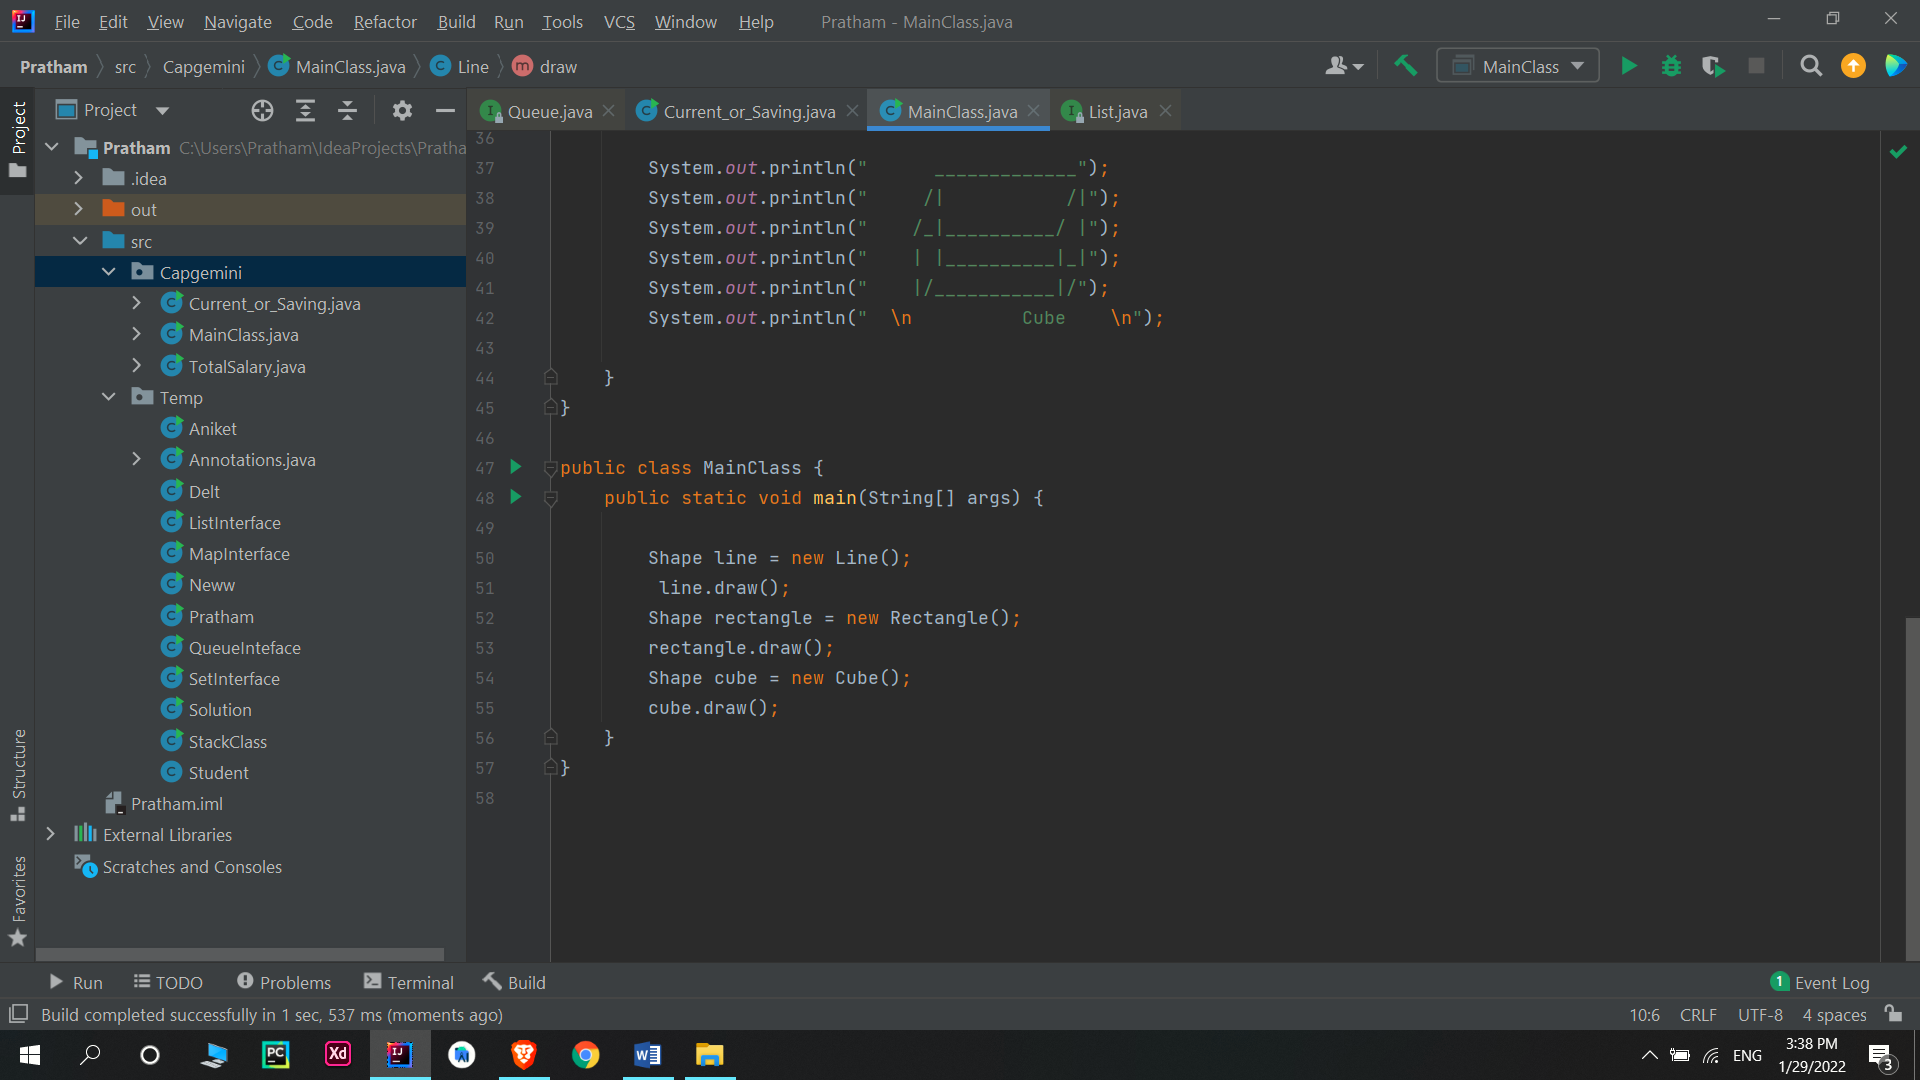 File Edit View Navigate Code Refactor Build Run Tools VCS Window Help Pratham - MainClass.java
Pratham src Capgemini MainClass.java Line draw MainClass
Project
Queue.java Current_or_Saving.java MainClass.java List.java
Project
Pratham C:\Users\Pratham\IdeaProjects\Pratha
.idea
out
src
Capgemini
Current_or_Saving.java
MainClass.java
TotalSalary.java
Temp
Aniket
Annotations.java
Delt
ListInterface
MapInterface
Neww
Pratham
QueueInteface
SetInterface
Solution
StackClass
Student
Pratham.iml
External Libraries
Scratches and Consoles
Structure
Favorites
36
37         System.out.println("      _____________");
38         System.out.println("     /|           /|");
39         System.out.println("    /_|__________/ |");
40         System.out.println("    | |__________|_|");
41         System.out.println("    |/___________|/");
42         System.out.println("  \n          Cube    \n");
43
44     }
45 }
46
47 public class MainClass {
48     public static void main(String[] args) {
49
50         Shape line = new Line();
51          line.draw();
52         Shape rectangle = new Rectangle();
53         rectangle.draw();
54         Shape cube = new Cube();
55         cube.draw();
56     }
57 }
58
Run TODO Problems Terminal Build 1 Event Log
Build completed successfully in 1 sec, 537 ms (moments ago) 10:6 CRLF UTF-8 4 spaces
PC Xd IJ W ENG 3:38 PM
1/29/2022 3